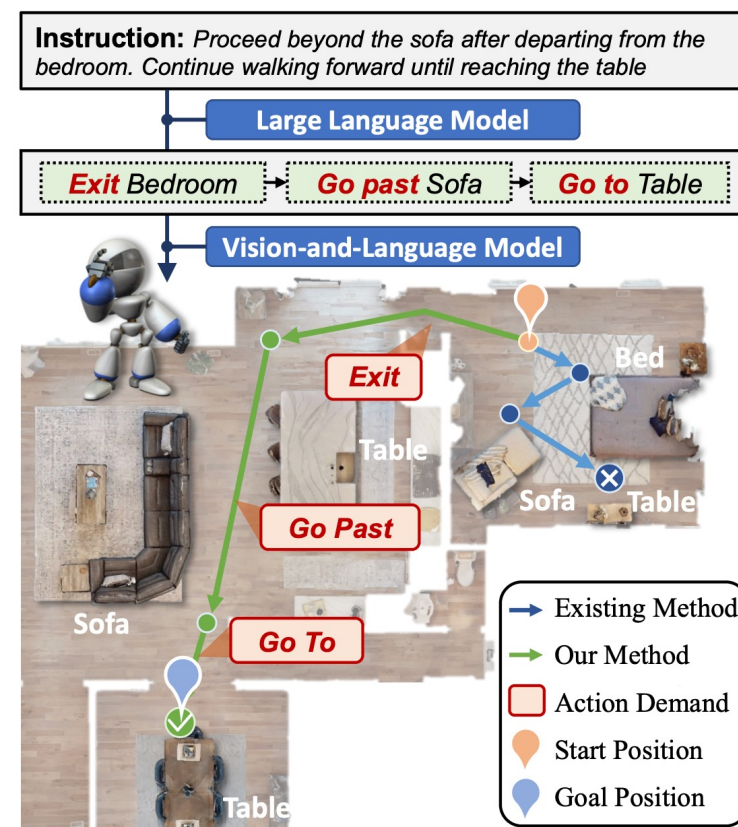 Instruction: Proceed beyond the sofa after departing from the
bedroom. Continue walking forward until reaching the table
Large Language Model
Exit Bedroom
Go past Sofa
Go to Table
Vision-and-Language Model
Bed
Exit
Table
Sofa
Table
Go Past
Sofa
Go To
Table
Existing Method
Our Method
Action Demand
Start Position
Goal Position